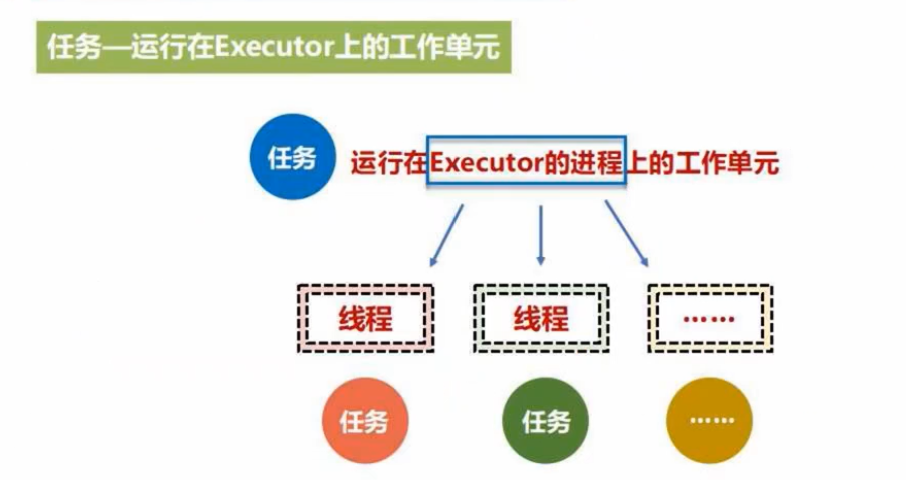 任务—运行在Executor上的工作单元
任务 运行在Executor的进程上的工作单元
线程 线程 ……
任务 任务 ……